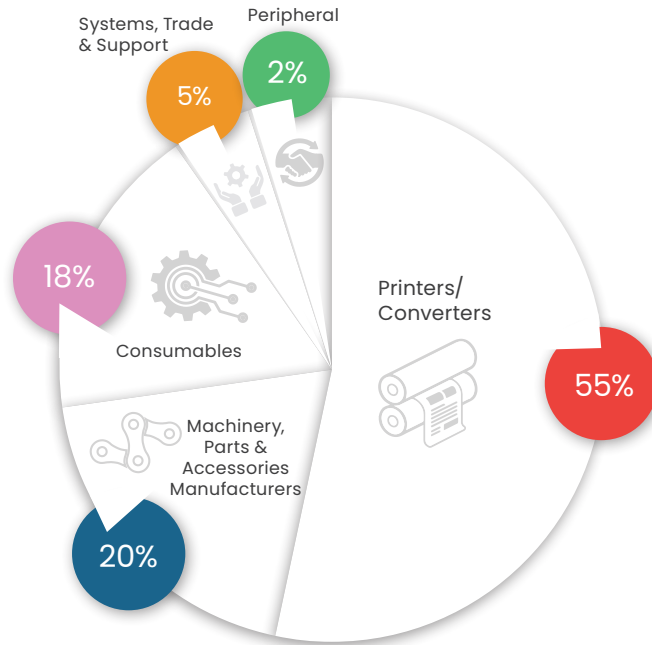 Systems, Trade
& Support
5%
Peripheral
2%
18%
Consumables
Printers/
Converters
55%
Machinery,
Parts &
Accessories
Manufacturers
20%